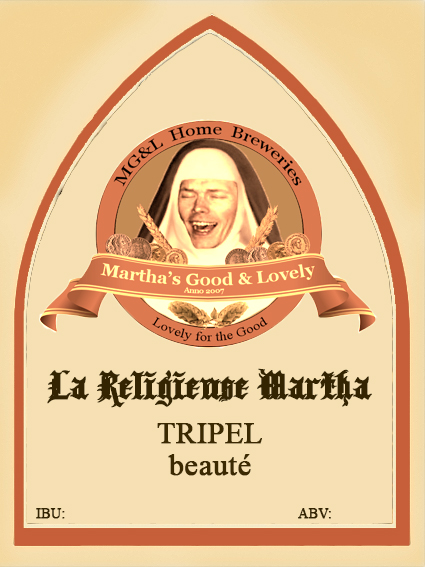 MG&L Home Breweries
Martha's Good & Lovely
Anno 2007
Lovely for the Good
La Religieuse Martha
TRIPEL
beauté
IBU: ABV: